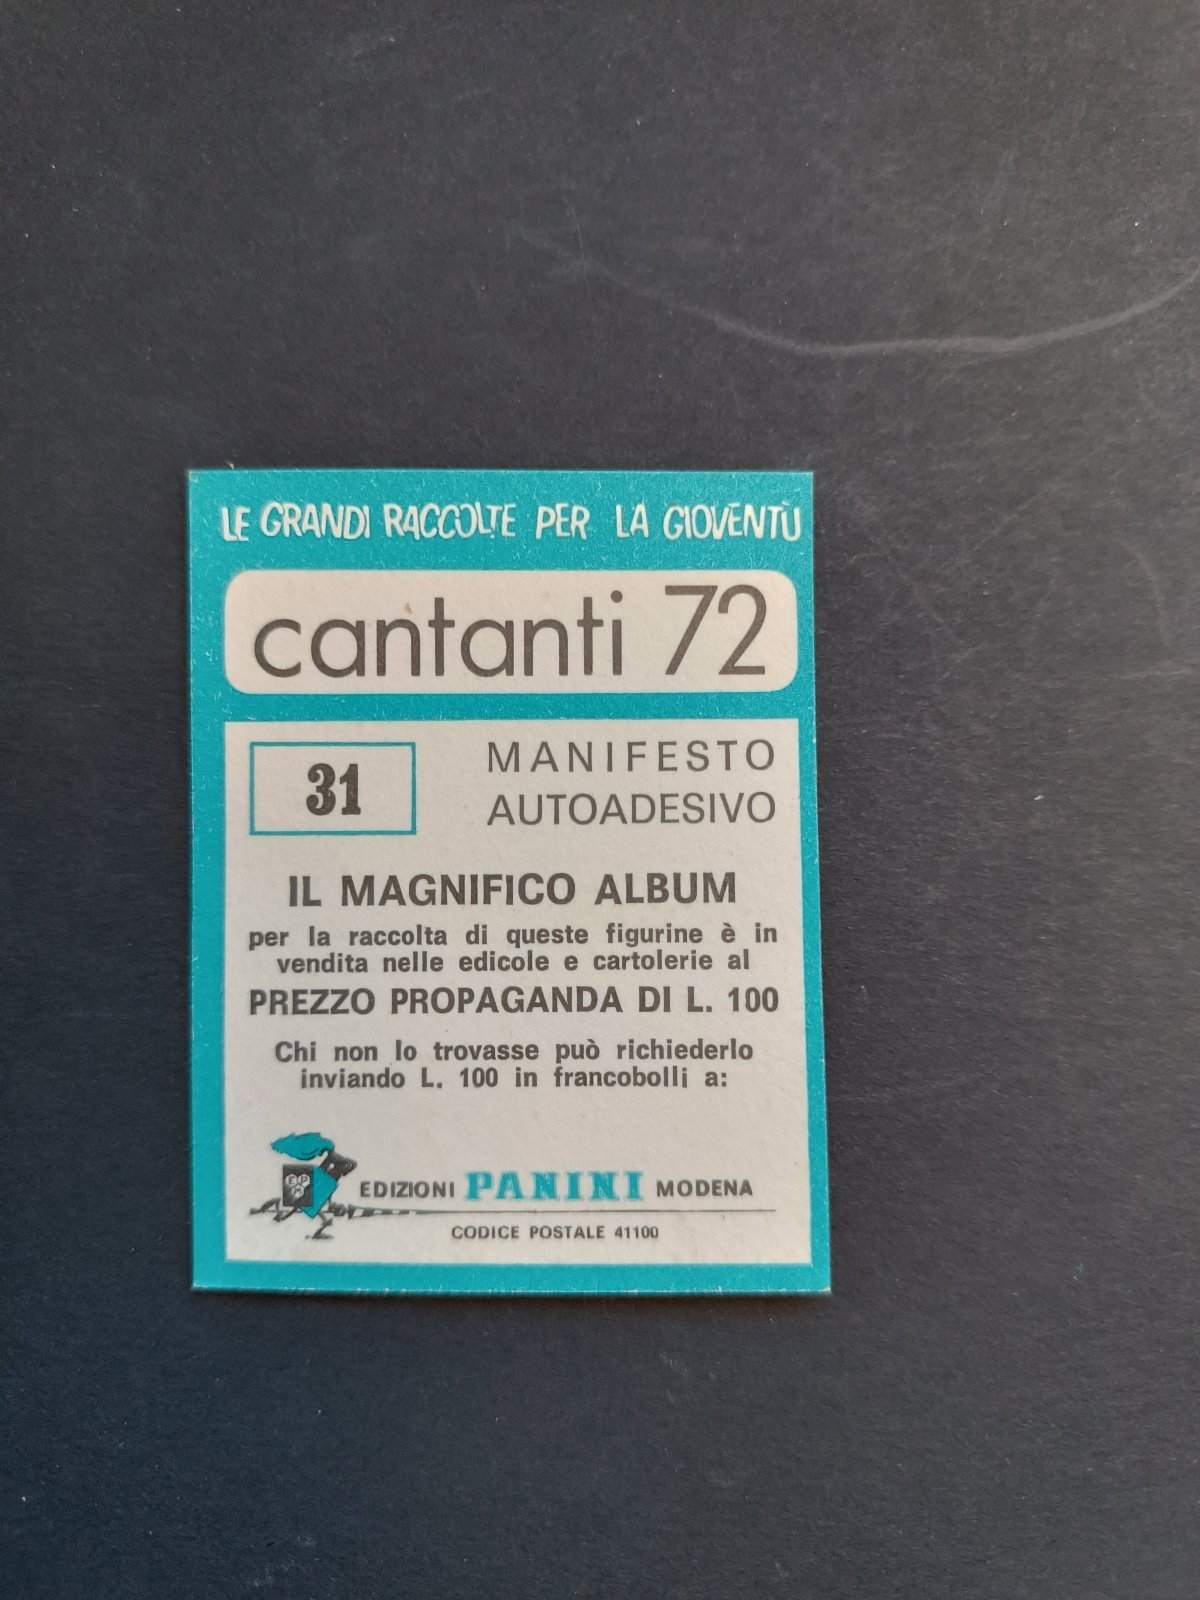 LE GRANDI RACCOLTE PER LA GIOVENTÙ
cantanti 72
31
MANIFESTO
AUTOADESIVO
IL MAGNIFICO ALBUM
per la raccolta di queste figurine è in
vendita nelle edicole e cartolerie al
PREZZO PROPAGANDA DI L. 100
Chi non lo trovasse può richiederlo
inviando L. 100 in francobolli a:
EPM
EDIZIONI PANINI MODENA
CODICE POSTALE 41100